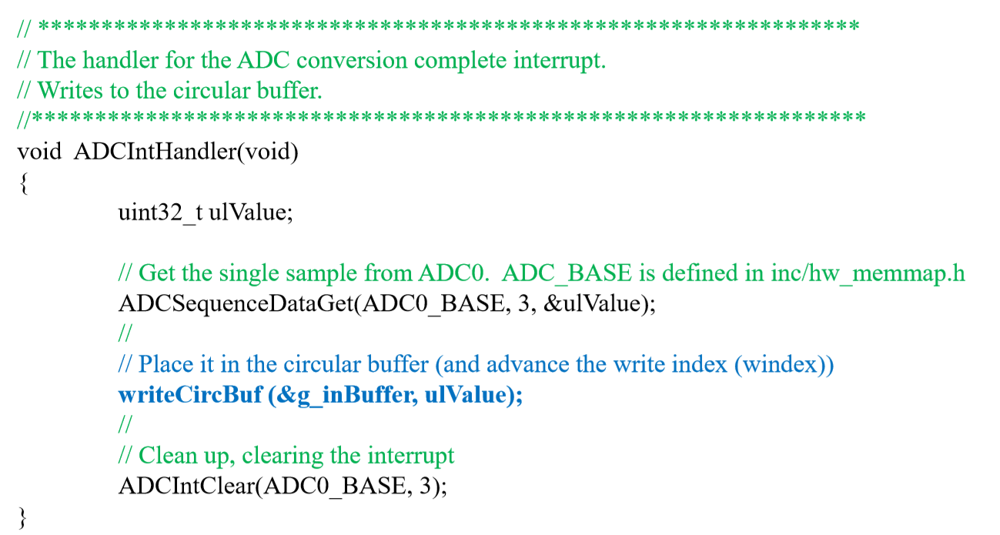 // *****************************************************************
// The handler for the ADC conversion complete interrupt.
// Writes to the circular buffer.
//******************************************************************
void  ADCIntHandler(void)
{
uint32_t ulValue;
// Get the single sample from ADC0.  ADC_BASE is defined in inc/hw_memmap.h
ADCSequenceDataGet(ADC0_BASE, 3, &ulValue);
//
// Place it in the circular buffer (and advance the write index (windex))
writeCircBuf (&g_inBuffer, ulValue);
//
// Clean up, clearing the interrupt
ADCIntClear(ADC0_BASE, 3);
}